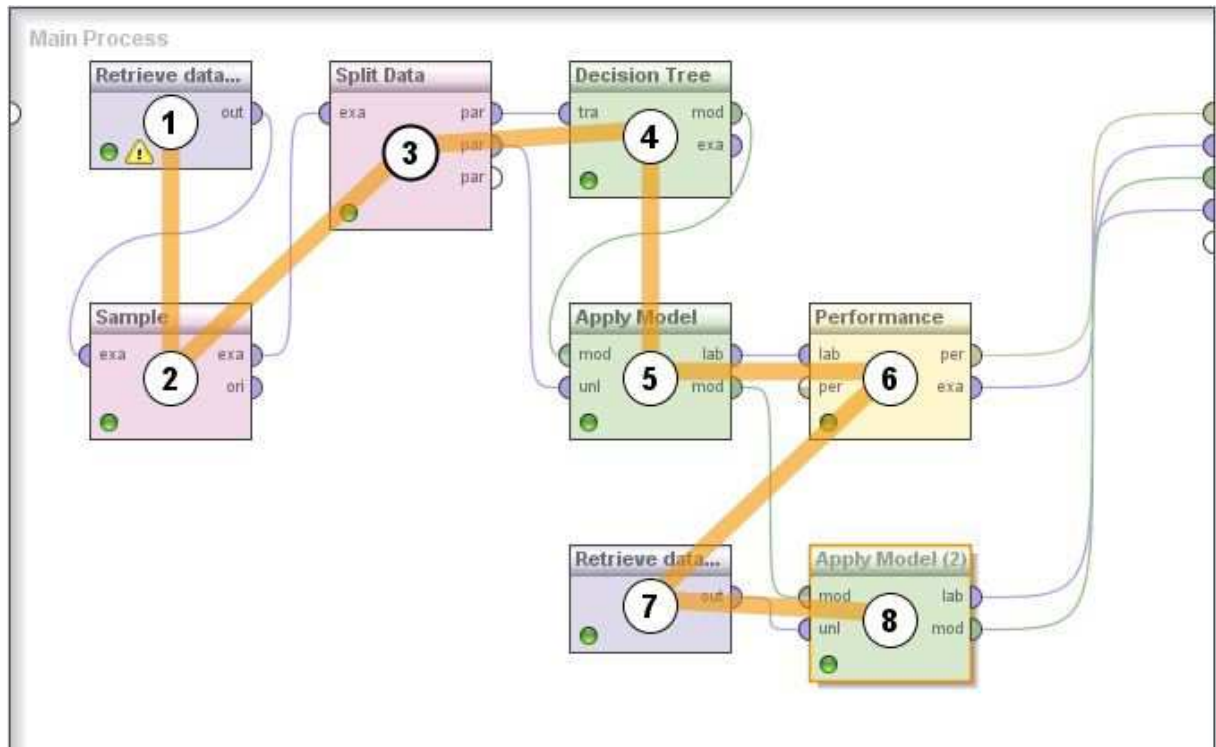 Main Process
Retrieve data...
1
out
Split Data
exa
par
par
par
3
Decision Tree
tra
mod
exa
4
Sample
exa
exa
ori
2
Apply Model
mod
unl
lab
mod
5
Performance
lab
per
per
exa
6
Retrieve data...
out
7
Apply Model (2)
mod
unl
lab
mod
8